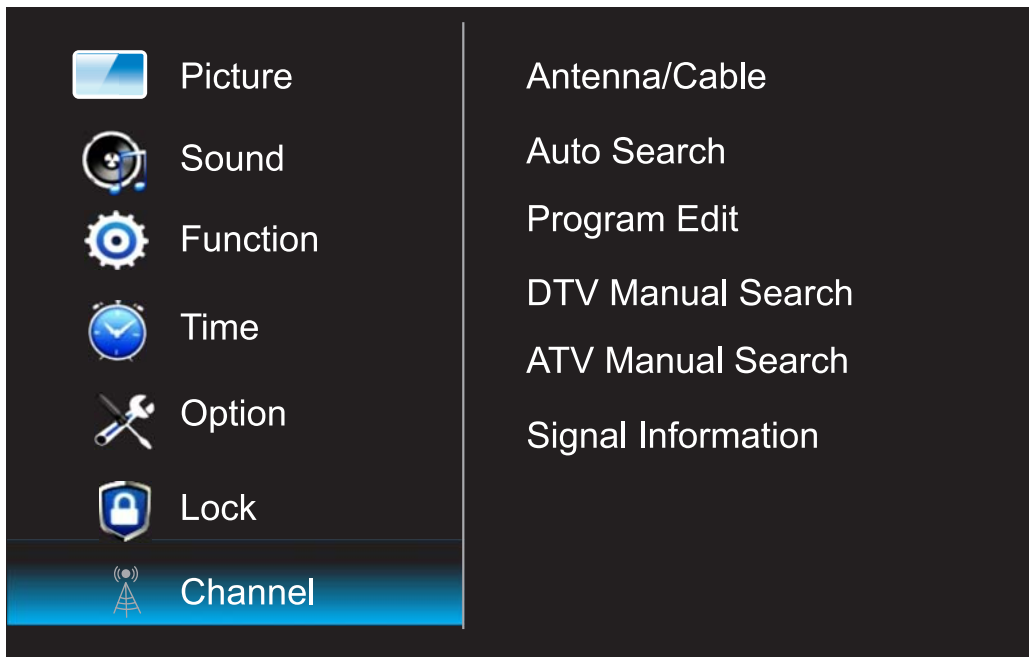 Picture
Sound
Function
Time
Option
Lock
Channel
Antenna/Cable
Auto Search
Program Edit
DTV Manual Search
ATV Manual Search
Signal Information